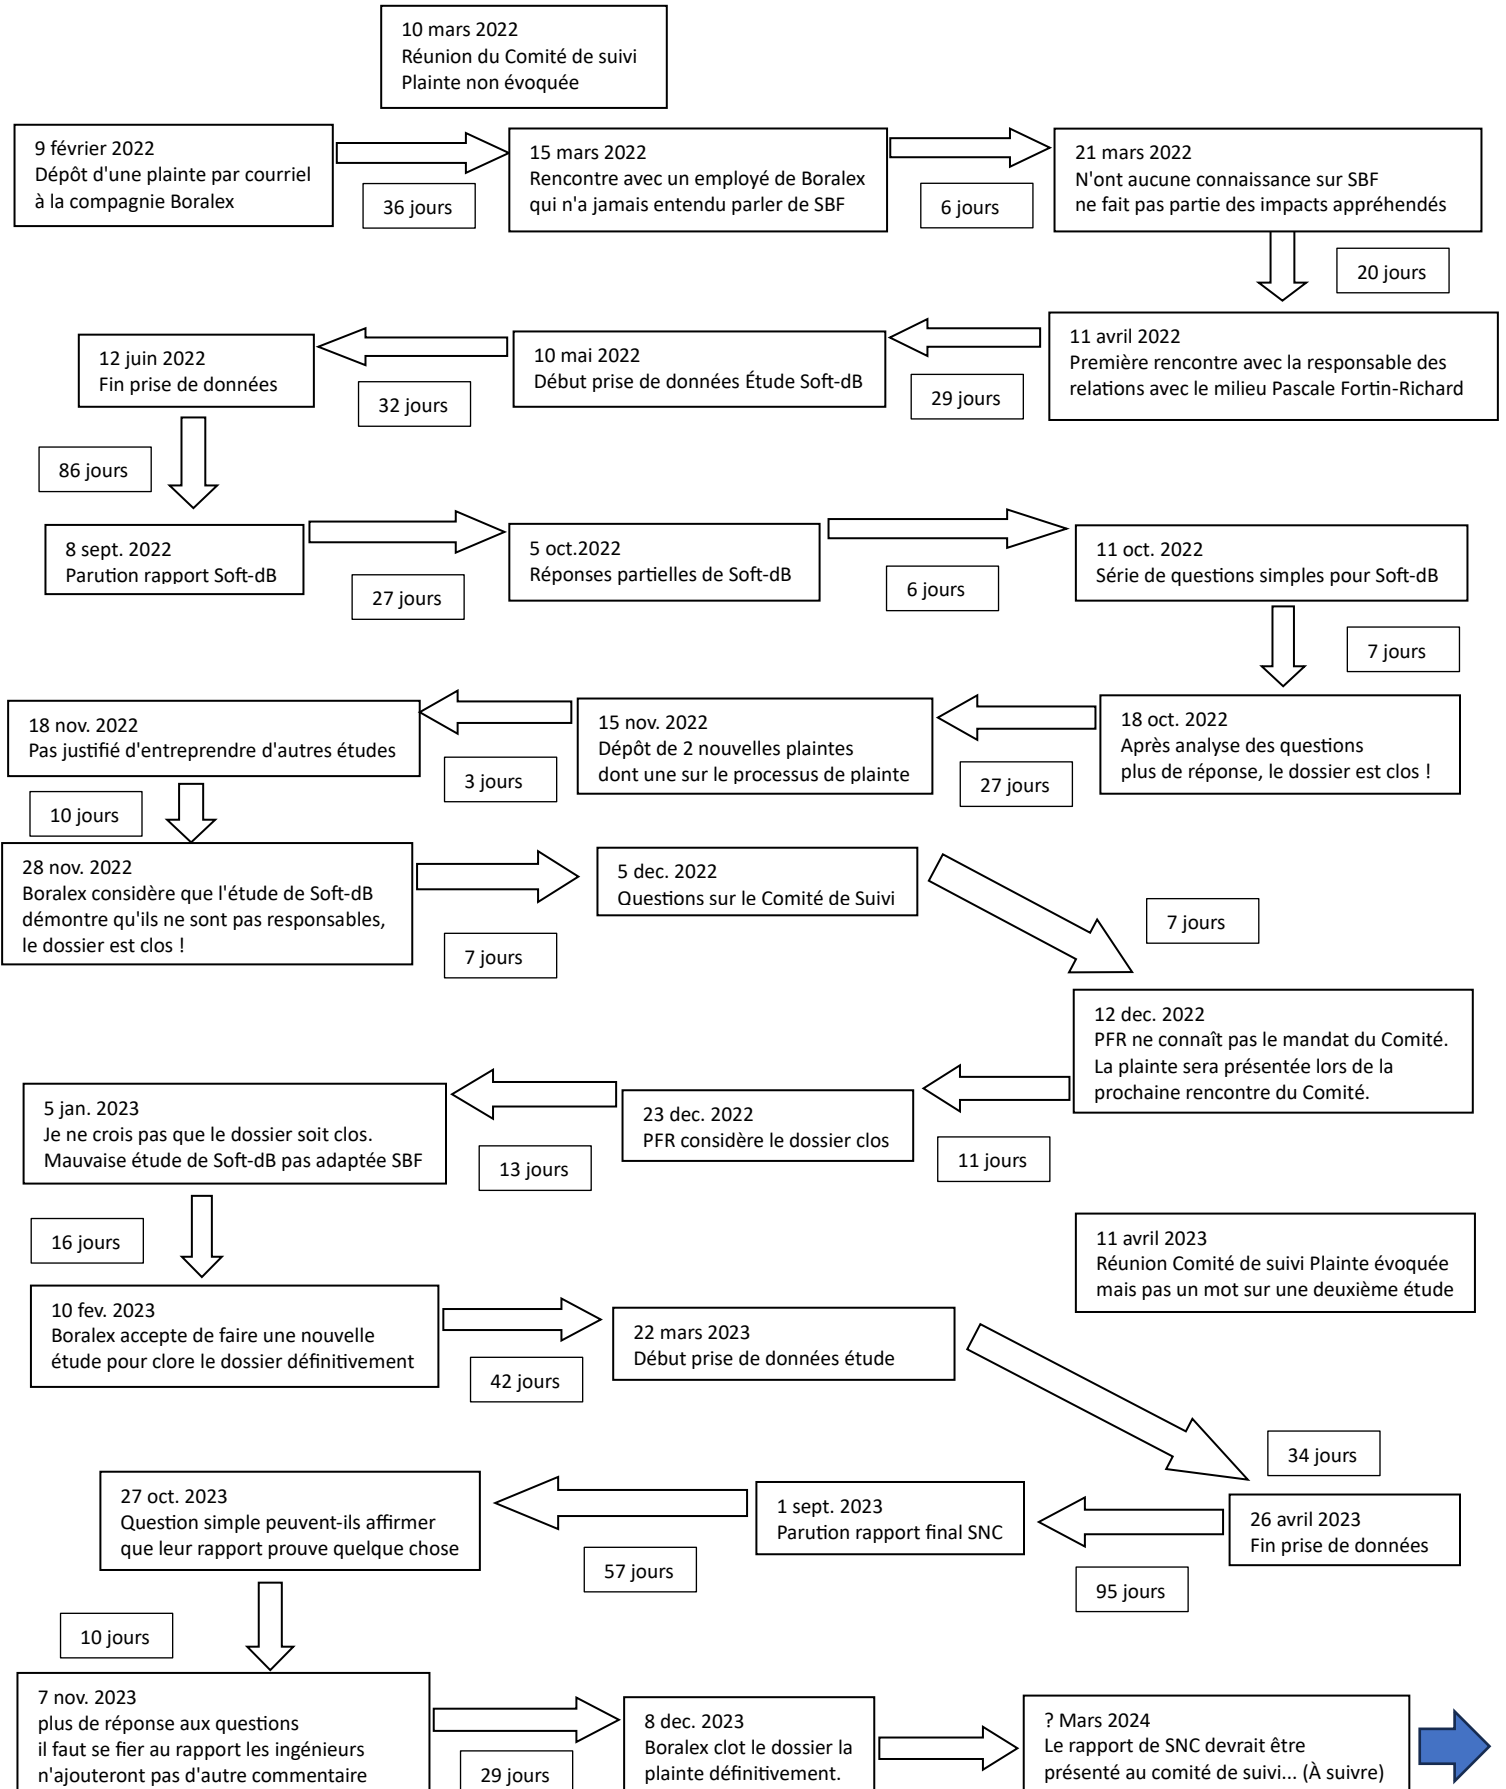 10 mars 2022
Réunion du Comité de suivi
Plainte non évoquée
9 février 2022
Dépôt d'une plainte par courriel
à la compagnie Boralex
36 jours
15 mars 2022
Rencontre avec un employé de Boralex
qui n'a jamais entendu parler de SBF
6 jours
21 mars 2022
N'ont aucune connaissance sur SBF
ne fait pas partie des impacts appréhendés
20 jours
11 avril 2022
Première rencontre avec la responsable des
relations avec le milieu Pascale Fortin-Richard
29 jours
10 mai 2022
Début prise de données Étude Soft-dB
32 jours
12 juin 2022
Fin prise de données
86 jours
8 sept. 2022
Parution rapport Soft-dB
27 jours
5 oct.2022
Réponses partielles de Soft-dB
6 jours
11 oct. 2022
Série de questions simples pour Soft-dB
7 jours
18 oct. 2022
Après analyse des questions
plus de réponse, le dossier est clos !
27 jours
15 nov. 2022
Dépôt de 2 nouvelles plaintes
dont une sur le processus de plainte
3 jours
18 nov. 2022
Pas justifié d'entreprendre d'autres études
10 jours
28 nov. 2022
Boralex considère que l'étude de Soft-dB
démontre qu'ils ne sont pas responsables,
le dossier est clos !
7 jours
5 dec. 2022
Questions sur le Comité de Suivi
7 jours
12 dec. 2022
PFR ne connaît pas le mandat du Comité.
La plainte sera présentée lors de la
prochaine rencontre du Comité.
11 jours
23 dec. 2022
PFR considère le dossier clos
13 jours
5 jan. 2023
Je ne crois pas que le dossier soit clos.
Mauvaise étude de Soft-dB pas adaptée SBF
16 jours
10 fev. 2023
Boralex accepte de faire une nouvelle
étude pour clore le dossier définitivement
42 jours
22 mars 2023
Début prise de données étude
11 avril 2023
Réunion Comité de suivi Plainte évoquée
mais pas un mot sur une deuxième étude
34 jours
26 avril 2023
Fin prise de données
95 jours
1 sept. 2023
Parution rapport final SNC
57 jours
27 oct. 2023
Question simple peuvent-ils affirmer
que leur rapport prouve quelque chose
10 jours
7 nov. 2023
plus de réponse aux questions
il faut se fier au rapport les ingénieurs
n'ajouteront pas d'autre commentaire
29 jours
8 dec. 2023
Boralex clot le dossier la
plainte définitivement.
? Mars 2024
Le rapport de SNC devrait être
présenté au comité de suivi... (À suivre)